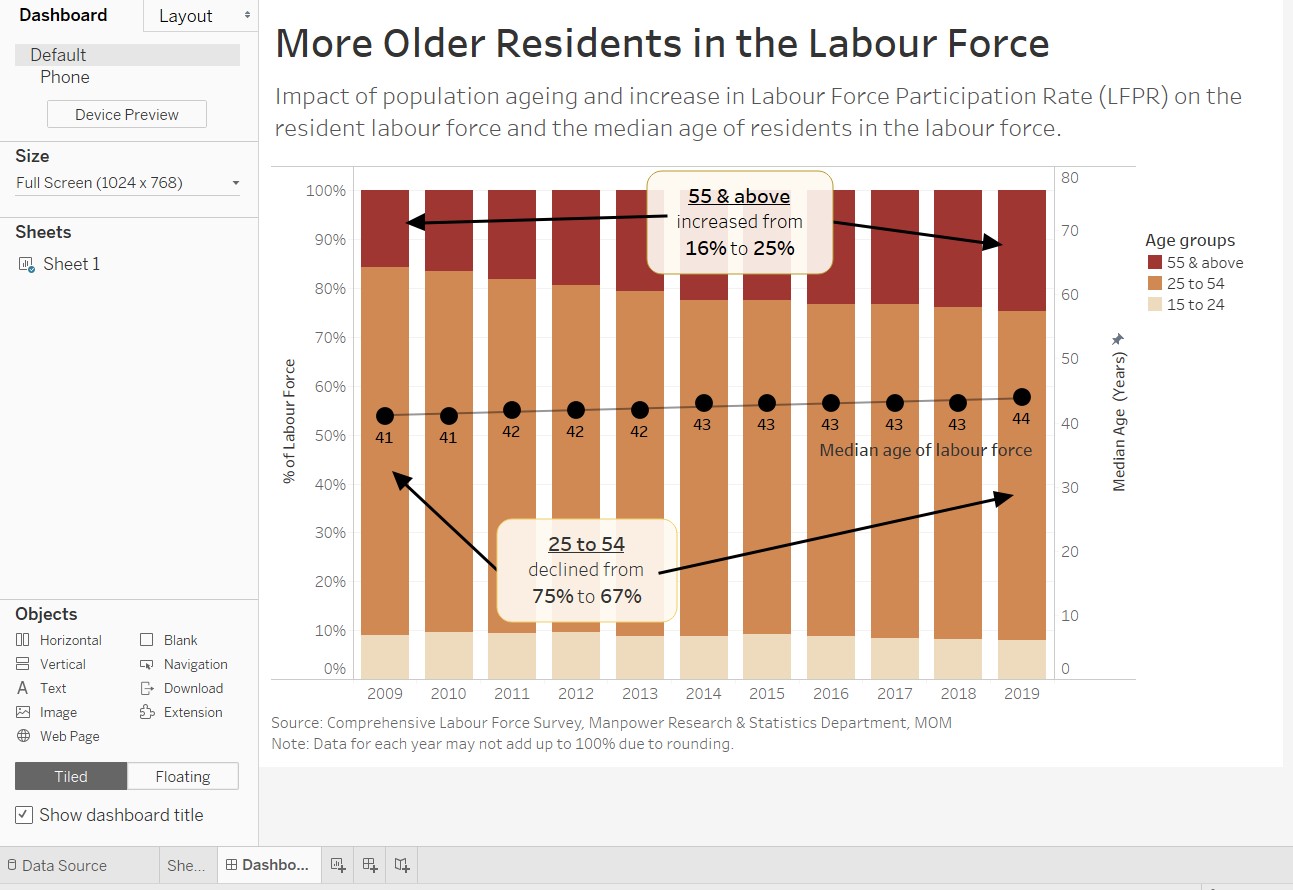 Dashboard
Layout
Default
Phone
Device Preview
Size
Full Screen (1024 x 768)
Sheets
Sheet 1
Objects
Horizontal
Blank
Vertical
Navigation
Text
Download
Image
Extension
Web Page
Tiled
Floating
Show dashboard title
Data Source
She...
Dashbo...
More Older Residents in the Labour Force
Impact of population ageing and increase in Labour Force Participation Rate (LFPR) on the
resident labour force and the median age of residents in the labour force.
% of Labour Force
100%
90%
80%
70%
60%
50%
40%
30%
20%
10%
0%
55 & above
increased from
16% to 25%
41
41
42
42
42
43
43
43
43
43
44
Median age of labour force
25 to 54
declined from
75% to 67%
80
70
60
50
40
30
20
10
0
Median Age (Years)
2009 2010 2011 2012 2013 2014 2015 2016 2017 2018 2019
Age groups
55 & above
25 to 54
15 to 24
Source: Comprehensive Labour Force Survey, Manpower Research & Statistics Department, MOM
Note: Data for each year may not add up to 100% due to rounding.